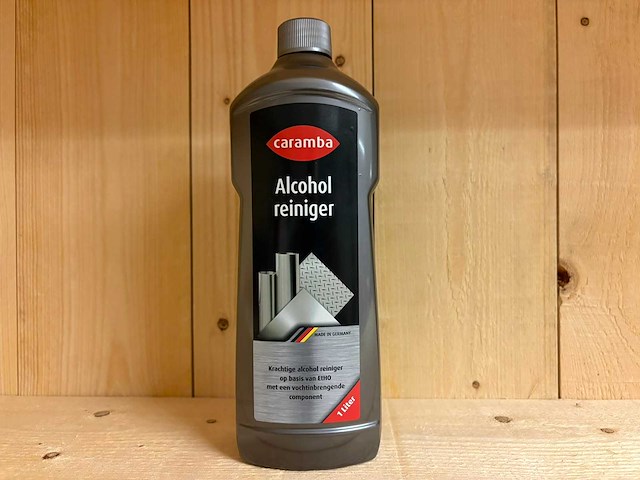 caramba
Alcohol
reiniger
MADE IN GERMANY
Krachtige alcohol reiniger
op basis van EtHO
met een vochtinbrengende
component
1 Liter